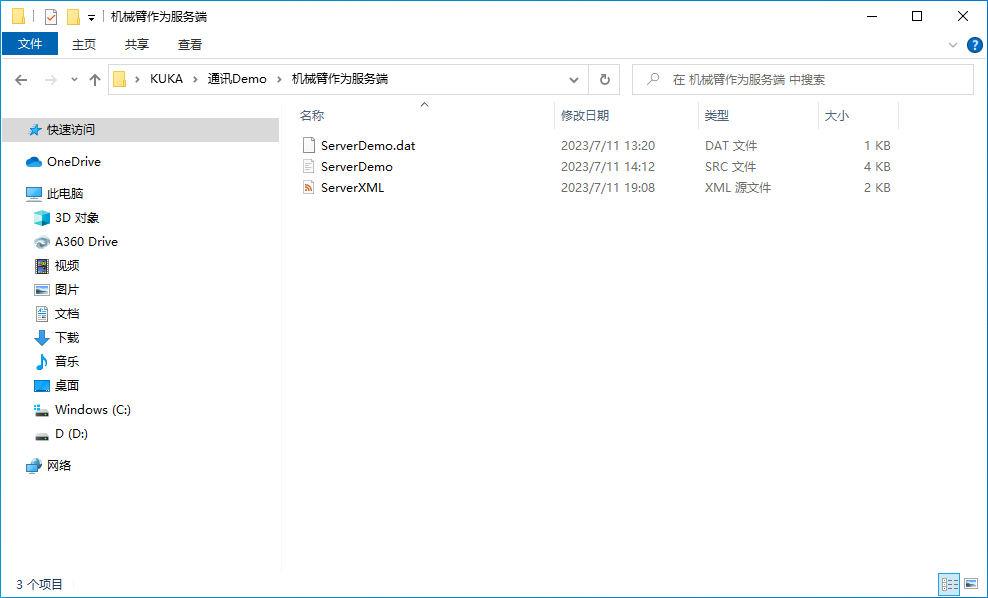 机械臂作为服务端
文件 主页 共享 查看
KUKA 通讯Demo 机械臂作为服务端
在 机械臂作为服务端 中搜索
名称 修改日期 类型 大小
ServerDemo.dat 2023/7/11 13:20 DAT 文件 1 KB
ServerDemo 2023/7/11 14:12 SRC 文件 4 KB
ServerXML 2023/7/11 19:08 XML 源文件 2 KB
快速访问
OneDrive
此电脑
3D 对象
A360 Drive
视频
图片
文档
下载
音乐
桌面
Windows (C:)
D (D:)
网络
3 个项目